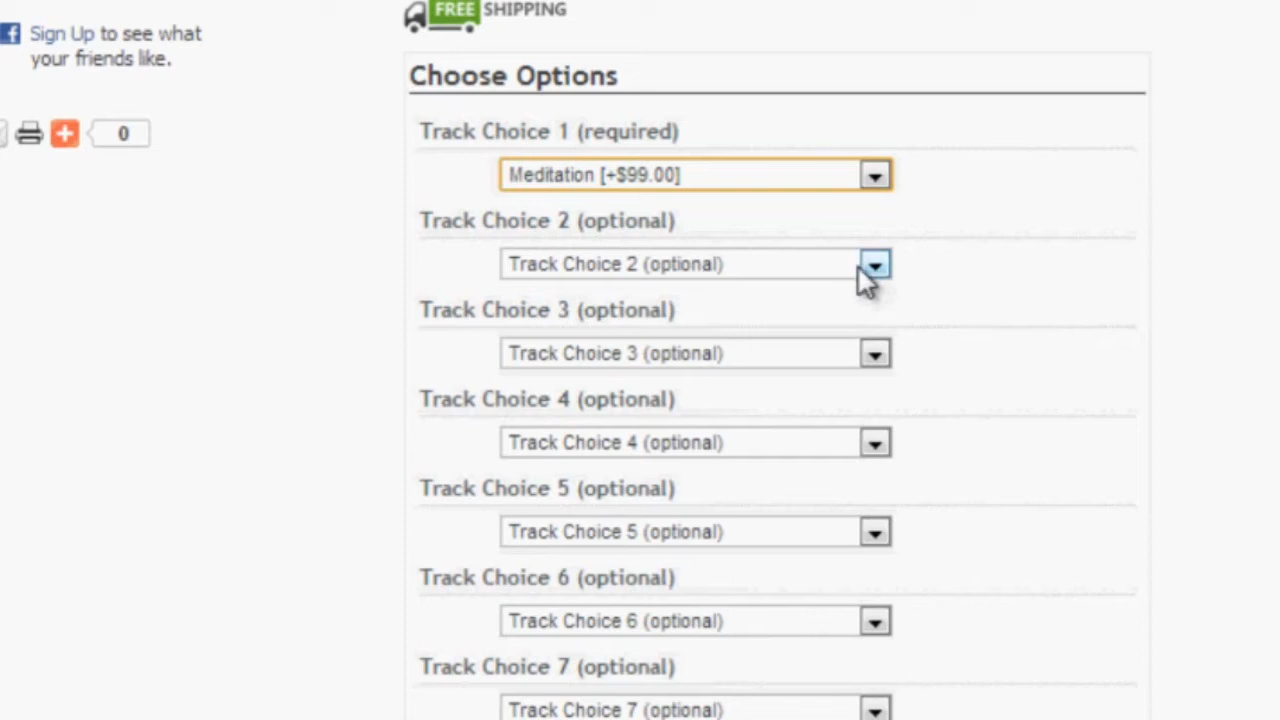 FREE SHIPPING
Sign Up to see what
your friends like.
0
Choose Options
Track Choice 1 (required)
Meditation [+$99.00]
Track Choice 2 (optional)
Track Choice 2 (optional)
Track Choice 3 (optional)
Track Choice 3 (optional)
Track Choice 4 (optional)
Track Choice 4 (optional)
Track Choice 5 (optional)
Track Choice 5 (optional)
Track Choice 6 (optional)
Track Choice 6 (optional)
Track Choice 7 (optional)
Track Choice 7 (optional)